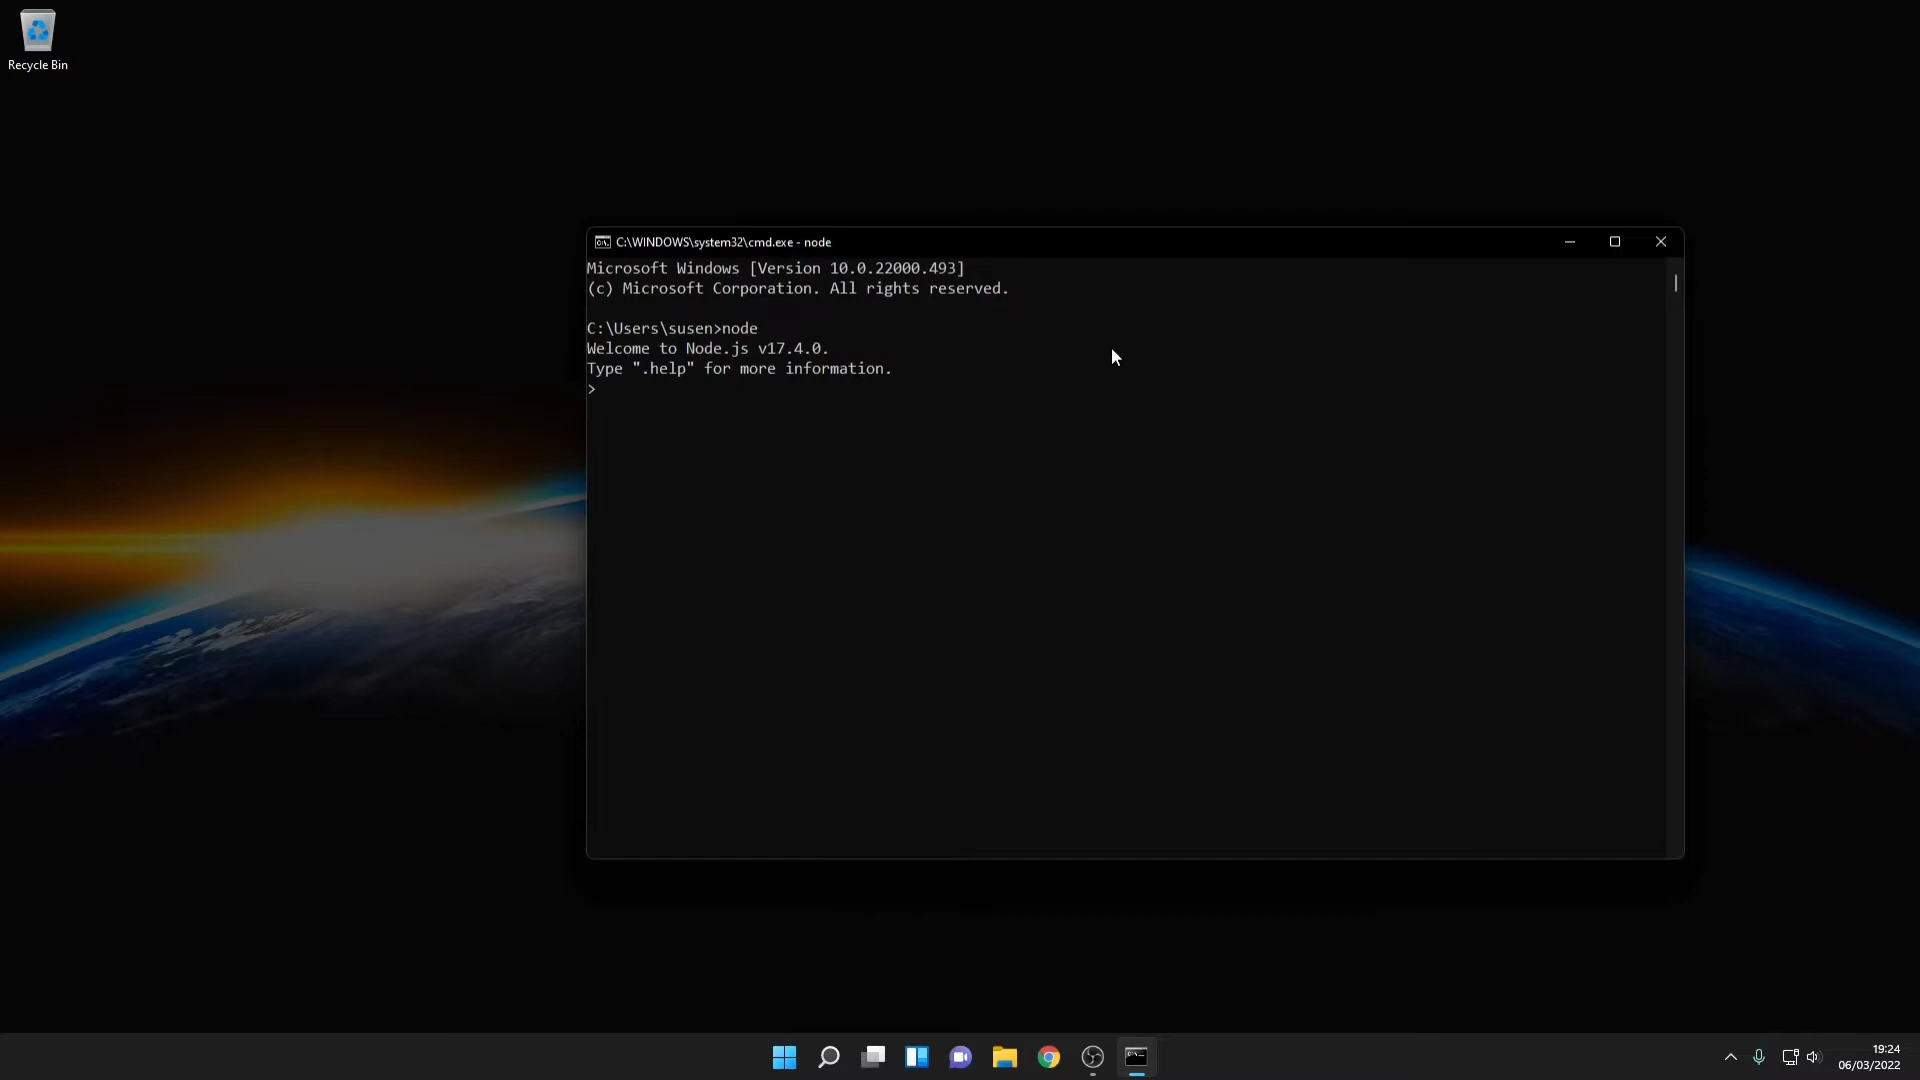 Recycle Bin
C:\WINDOWS\system32\cmd.exe - node
Microsoft Windows [Version 10.0.22000.493]
(c) Microsoft Corporation. All rights reserved.
C:\Users\susen>node
Welcome to Node.js v17.4.0.
Type ".help" for more information.
>
19:24
06/03/2022